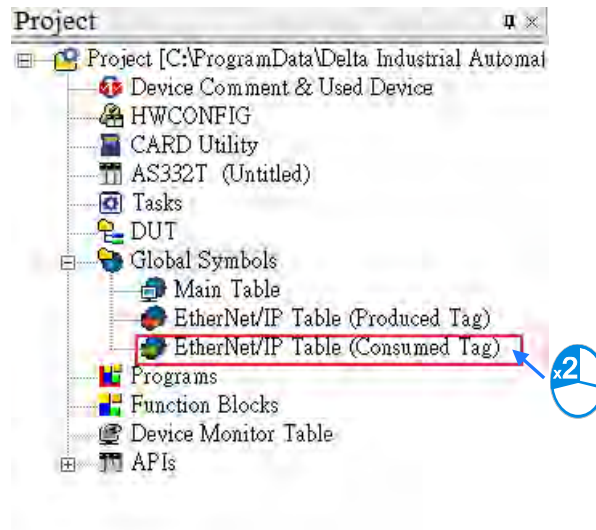 Project
Project [C:\ProgramData\Delta Industrial Automat
Device Comment & Used Device
HWCONFIG
CARD Utility
AS332T (Untitled)
Tasks
DUT
Global Symbols
Main Table
EtherNet/IP Table (Produced Tag)
EtherNet/IP Table (Consumed Tag)
x2
Programs
Function Blocks
Device Monitor Table
APIs